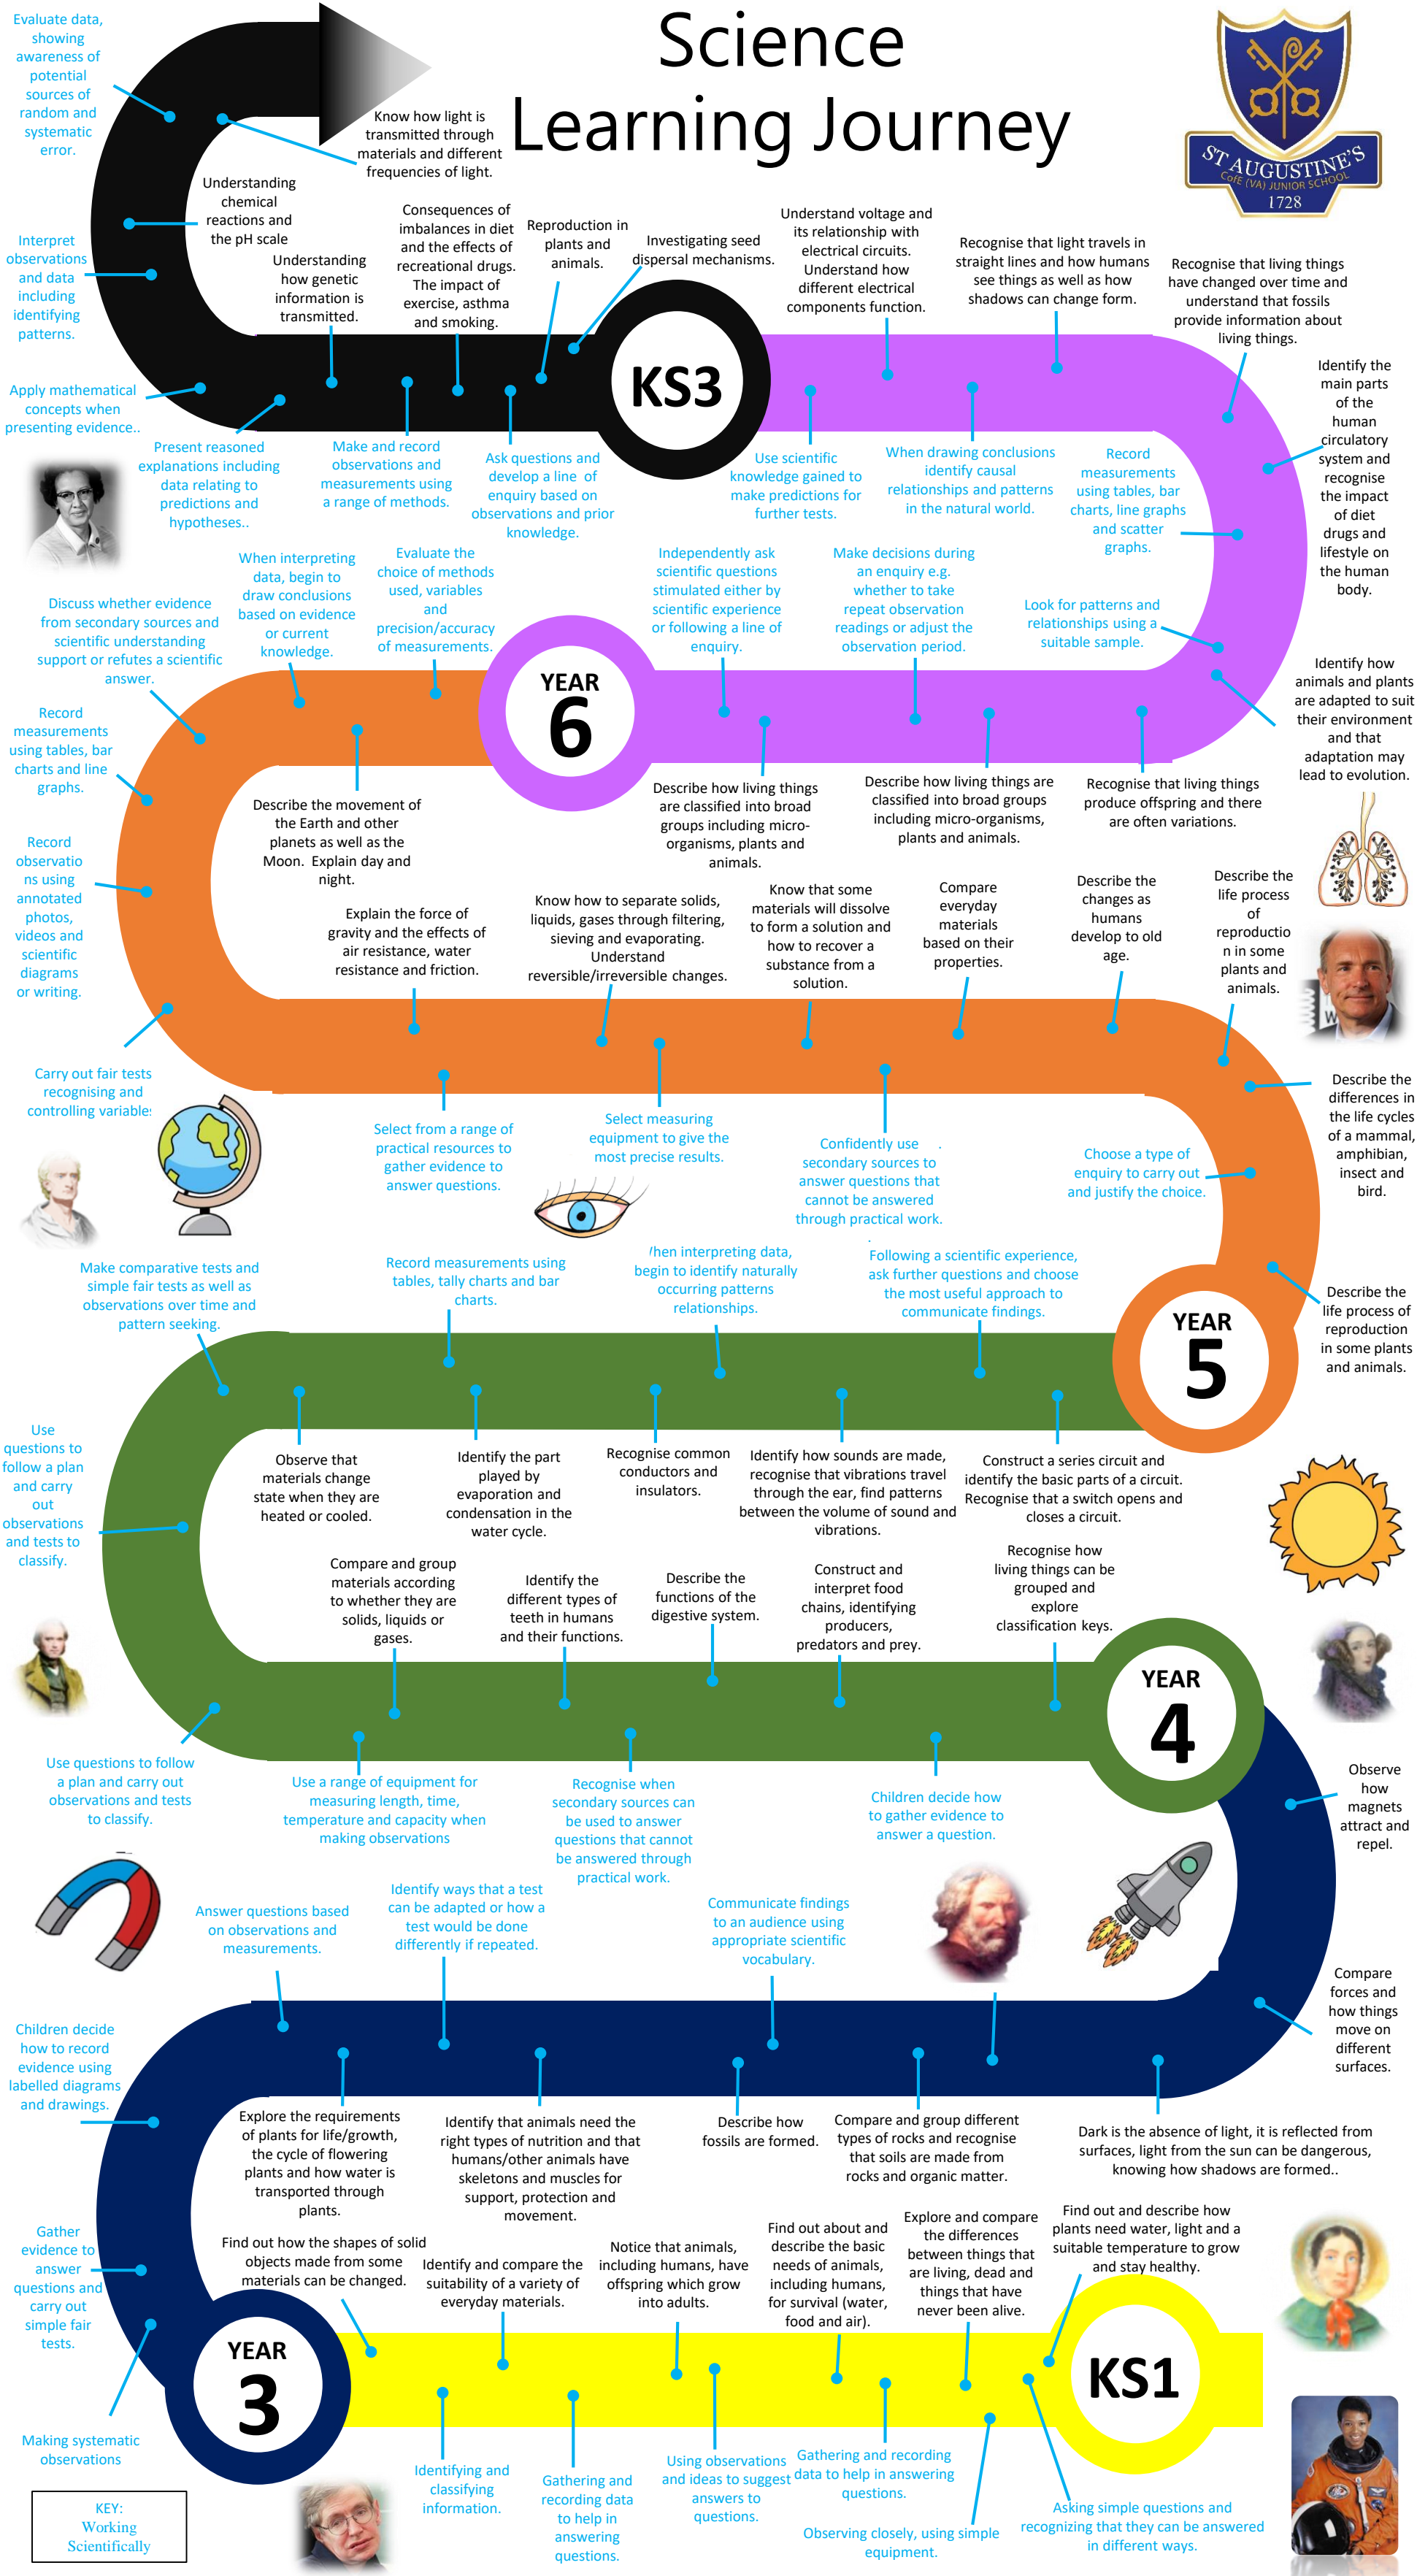 Science
Learning Journey
ST AUGUSTINE'S
CofE (VA) JUNIOR SCHOOL
1728
Evaluate data,
showing
awareness of
potential
sources of
random and
systematic
error.
Know how light is
transmitted through
materials and different
frequencies of light.
Understanding
chemical
reactions and
the pH scale
Interpret
observations
and data
including
identifying
patterns.
Understanding
how genetic
information is
transmitted.
Consequences of
imbalances in diet
and the effects of
recreational drugs.
The impact of
exercise, asthma
and smoking.
Reproduction in
plants and
animals.
Investigating seed
dispersal mechanisms.
Understand voltage and
its relationship with
electrical circuits.
Understand how
different electrical
components function.
Recognise that light travels in
straight lines and how humans
see things as well as how
shadows can change form.
Recognise that living things
have changed over time and
understand that fossils
provide information about
living things.
Identify the
main parts
of the
human
circulatory
system and
recognise
the impact
of diet
drugs and
lifestyle on
the human
body.
KS3
Apply mathematical
concepts when
presenting evidence..
Present reasoned
explanations including
data relating to
predictions and
hypotheses..
Make and record
observations and
measurements using
a range of methods.
Ask questions and
develop a line of
enquiry based on
observations and prior
knowledge.
Use scientific
knowledge gained to
make predictions for
further tests.
When drawing conclusions
identify causal
relationships and patterns
in the natural world.
Record
measurements
using tables, bar
charts, line graphs
and scatter
graphs.
When interpreting
data, begin to
draw conclusions
based on evidence
or current
knowledge.
Evaluate the
choice of methods
used, variables
and
precision/accuracy
of measurements.
Independently ask
scientific questions
stimulated either by
scientific experience
or following a line of
enquiry.
Make decisions during
an enquiry e.g.
whether to take
repeat observation
readings or adjust the
observation period.
Look for patterns and
relationships using a
suitable sample.
Discuss whether evidence
from secondary sources and
scientific understanding
support or refutes a scientific
answer.
Identify how
animals and plants
are adapted to suit
their environment
and that
adaptation may
lead to evolution.
YEAR
6
Record
measurements
using tables, bar
charts and line
graphs.
Describe the movement of
the Earth and other
planets as well as the
Moon. Explain day and
night.
Describe how living things
are classified into broad
groups including micro-
organisms, plants and
animals.
Describe how living things are
classified into broad groups
including micro-organisms,
plants and animals.
Recognise that living things
produce offspring and there
are often variations.
Record
observatio
ns using
annotated
photos,
videos and
scientific
diagrams
or writing.
Explain the force of
gravity and the effects of
air resistance, water
resistance and friction.
Know how to separate solids,
liquids, gases through filtering,
sieving and evaporating.
Understand
reversible/irreversible changes.
Know that some
materials will dissolve
to form a solution and
how to recover a
substance from a
solution.
Compare
everyday
materials
based on their
properties.
Describe the
changes as
humans
develop to old
age.
Describe the
life process
of
reproductio
n in some
plants and
animals.
W
Carry out fair tests
recognising and
controlling variables
Select from a range of
practical resources to
gather evidence to
answer questions.
Select measuring
equipment to give the
most precise results.
Confidently use .
secondary sources to
answer questions that
cannot be answered
through practical work.
.
Choose a type of
enquiry to carry out
and justify the choice.
Describe the
differences in
the life cycles
of a mammal,
amphibian,
insect and
bird.
Make comparative tests and
simple fair tests as well as
observations over time and
pattern seeking.
Record measurements using
tables, tally charts and bar
charts.
When interpreting data,
begin to identify naturally
occurring patterns
relationships.
Following a scientific experience,
ask further questions and choose
the most useful approach to
communicate findings.
Describe the
life process of
reproduction
in some plants
and animals.
YEAR
5
Use
questions to
follow a plan
and carry
out
observations
and tests to
classify.
Observe that
materials change
state when they are
heated or cooled.
Identify the part
played by
evaporation and
condensation in the
water cycle.
Recognise common
conductors and
insulators.
Identify how sounds are made,
recognise that vibrations travel
through the ear, find patterns
between the volume of sound and
vibrations.
Construct a series circuit and
identify the basic parts of a circuit.
Recognise that a switch opens and
closes a circuit.
Compare and group
materials according
to whether they are
solids, liquids or
gases.
Identify the
different types of
teeth in humans
and their functions.
Describe the
functions of the
digestive system.
Construct and
interpret food
chains, identifying
producers,
predators and prey.
Recognise how
living things can be
grouped and
explore
classification keys.
YEAR
4
Use questions to follow
a plan and carry out
observations and tests
to classify.
Use a range of equipment for
measuring length, time,
temperature and capacity when
making observations
Recognise when
secondary sources can
be used to answer
questions that cannot
be answered through
practical work.
Children decide how
to gather evidence to
answer a question.
Observe
how
magnets
attract and
repel.
Answer questions based
on observations and
measurements.
Identify ways that a test
can be adapted or how a
test would be done
differently if repeated.
Communicate findings
to an audience using
appropriate scientific
vocabulary.
Compare
forces and
how things
move on
different
surfaces.
Children decide
how to record
evidence using
labelled diagrams
and drawings.
Explore the requirements
of plants for life/growth,
the cycle of flowering
plants and how water is
transported through
plants.
Identify that animals need the
right types of nutrition and that
humans/other animals have
skeletons and muscles for
support, protection and
movement.
Describe how
fossils are formed.
Compare and group different
types of rocks and recognise
that soils are made from
rocks and organic matter.
Dark is the absence of light, it is reflected from
surfaces, light from the sun can be dangerous,
knowing how shadows are formed..
Gather
evidence to
answer
questions and
carry out
simple fair
tests.
Find out how the shapes of solid
objects made from some
materials can be changed.
Identify and compare the
suitability of a variety of
everyday materials.
Notice that animals,
including humans, have
offspring which grow
into adults.
Find out about and
describe the basic
needs of animals,
including humans,
for survival (water,
food and air).
Explore and compare
the differences
between things that
are living, dead and
things that have
never been alive.
Find out and describe how
plants need water, light and a
suitable temperature to grow
and stay healthy.
YEAR
3
KS1
Making systematic
observations
Identifying and
classifying
information.
Gathering and
recording data
to help in
answering
questions.
Using observations
and ideas to suggest
answers to
questions.
Gathering and recording
data to help in answering
questions.
Observing closely, using simple
equipment.
Asking simple questions and
recognizing that they can be answered
in different ways.
KEY:
Working
Scientifically